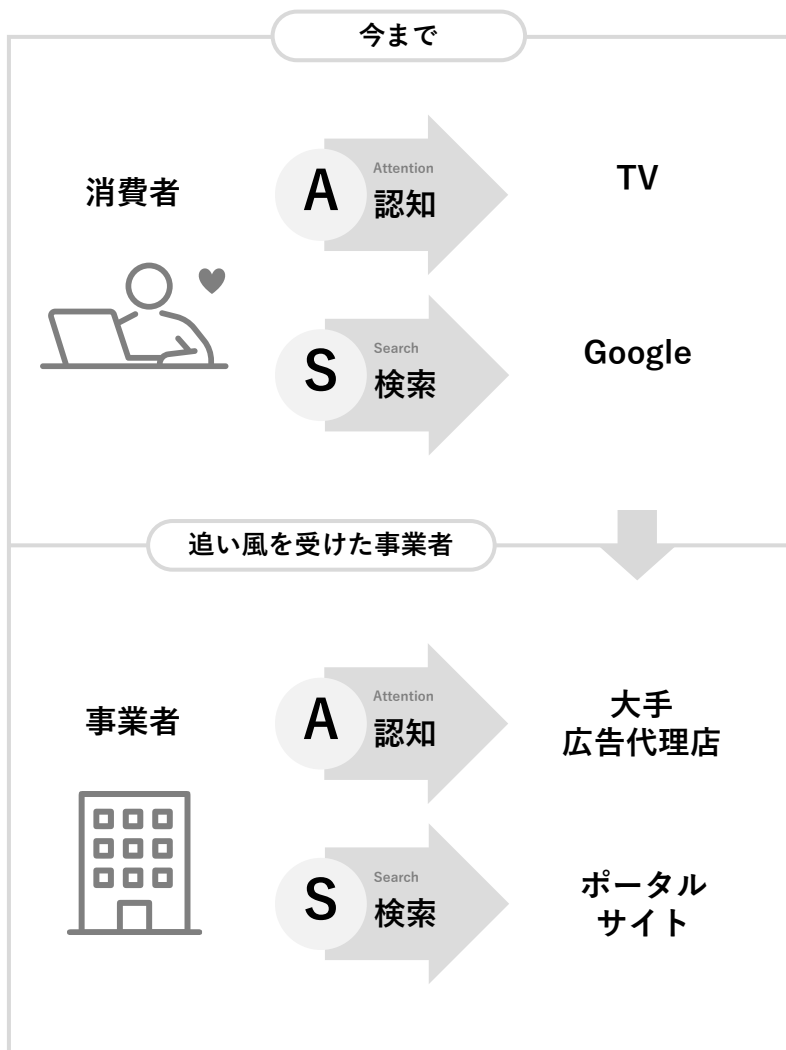 今まで
消費者
A
Attention
認知
TV
S
Search
検索
Google
追い風を受けた事業者
事業者
A
Attention
認知
大手
広告代理店
S
Search
検索
ポータル
サイト